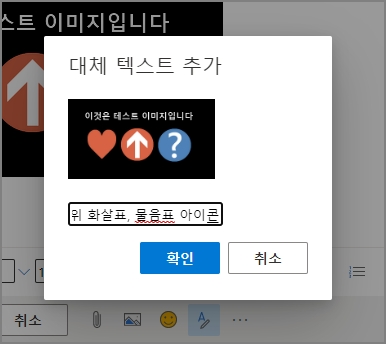 스트 이미지입니다
대체 텍스트 추가
이것은 테스트 이미지입니다
?
위 화살표, 물음표 아이콘
확인
취소
1
취소